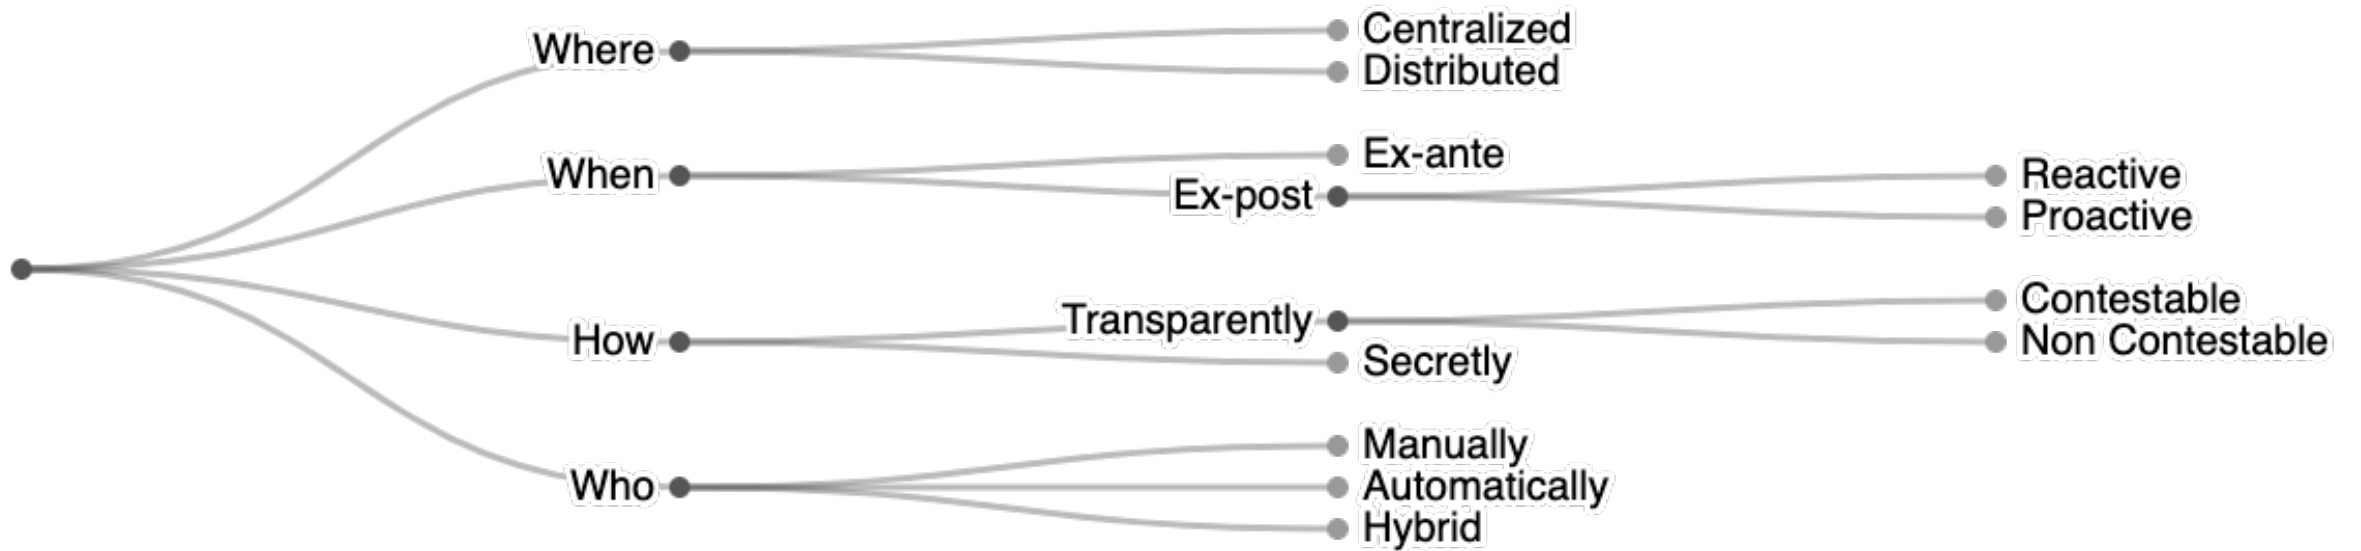 Where
Centralized
Distributed
When
Ex-ante
Ex-post
Reactive
Proactive
How
Transparently
Contestable
Non Contestable
Secretly
Who
Manually
Automatically
Hybrid